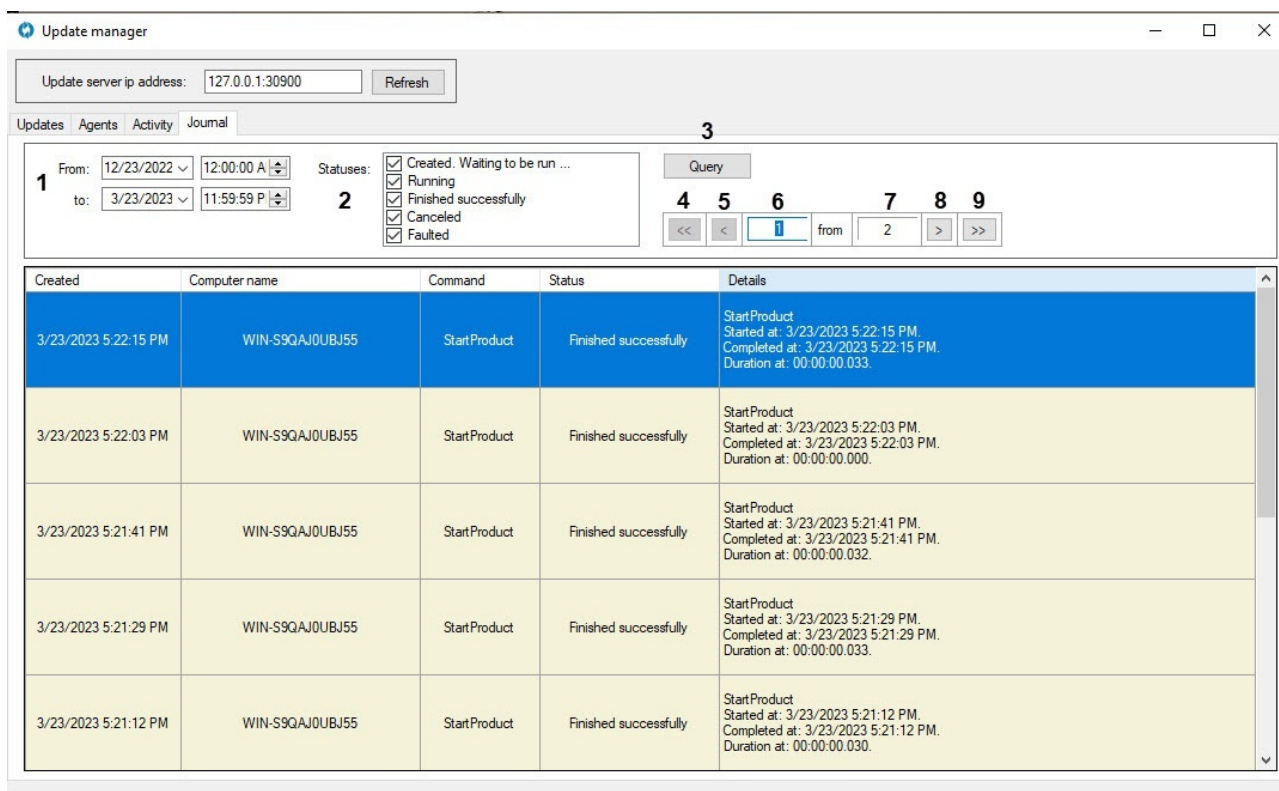 Update manager
Update server ip address: 127.0.0.1:30900 Refresh
Updates Agents Activity Journal
3
1 From: 12/23/2022 12:00:00 A
to: 3/23/2023 11:59:59 P
Statuses:
2
Created. Waiting to be run ...
Running
Finished successfully
Canceled
Faulted
Query
4 5 6 7 8 9
<< < 1 from 2 > >>
Created Computer name Command Status Details
3/23/2023 5:22:15 PM WIN-S9QAJ0UBJ55 StartProduct Finished successfully
StartProduct
Started at: 3/23/2023 5:22:15 PM.
Completed at: 3/23/2023 5:22:15 PM.
Duration at: 00:00:00.033.
3/23/2023 5:22:03 PM WIN-S9QAJ0UBJ55 StartProduct Finished successfully
StartProduct
Started at: 3/23/2023 5:22:03 PM.
Completed at: 3/23/2023 5:22:03 PM.
Duration at: 00:00:00.000.
3/23/2023 5:21:41 PM WIN-S9QAJ0UBJ55 StartProduct Finished successfully
StartProduct
Started at: 3/23/2023 5:21:41 PM.
Completed at: 3/23/2023 5:21:41 PM.
Duration at: 00:00:00.032.
3/23/2023 5:21:29 PM WIN-S9QAJ0UBJ55 StartProduct Finished successfully
StartProduct
Started at: 3/23/2023 5:21:29 PM.
Completed at: 3/23/2023 5:21:29 PM.
Duration at: 00:00:00.033.
3/23/2023 5:21:12 PM WIN-S9QAJ0UBJ55 StartProduct Finished successfully
StartProduct
Started at: 3/23/2023 5:21:12 PM.
Completed at: 3/23/2023 5:21:12 PM.
Duration at: 00:00:00.030.